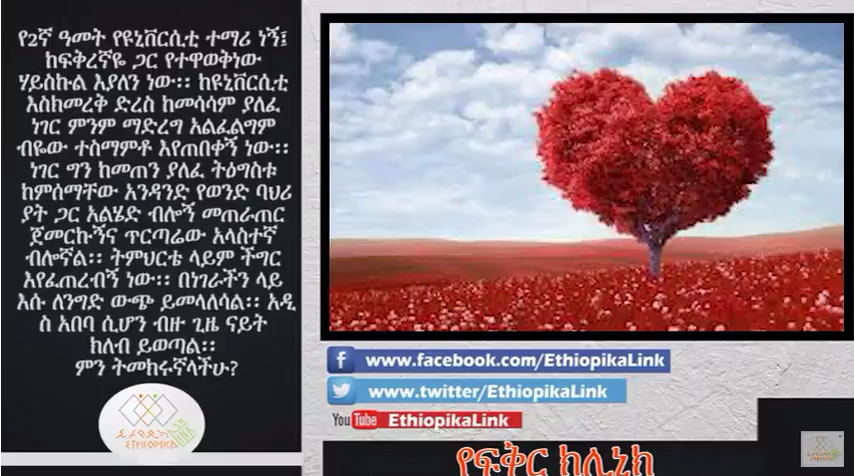 የ2ኛ ዓመት የዩኒቨርሲቲ ተማሪ ነኝ፤
ከፍቅረኛዬ ጋር የተዋወቅነው
ሃይስኩል እያለን ነው፡፡ ከዩኒቨርሲቲ
እስክመረቅ ድረስ ከመሳሳም ያለፈ
ነገር ምንም ማድረግ አልፈልግም
ብዬው ተስማምቶ እየጠበቀኝ ነው፡፡
ነገር ግን ከመጠን ያለፈ ትዕግስቱ
ከምሰማቸው አንዳንድ የወንድ ባህሪ
ያት ጋር አልሄድ ብሎኝ መጠራጠር
ጀመርኩኝና ጥርጣሬው አላስተኛ
ብሎኛል፡፡ ትምህርቴ ላይም ችግር
እየፈጠረብኝ ነው፡፡ በነገራችን ላይ
እሱ ለንግድ ውጭ ይመላለሳል፡፡ አዲ
ስ አበባ ሲሆን ብዙ ጊዜ ናይት
ክለብ ይወጣል፡፡
ምን ትመክሩኛላችሁ?
ETHIOPIKA LINK
www.facebook.com/EthiopikaLink
www.twitter/EthiopikaLink
YouTube EthiopikaLink
የፍቅር ክሊኒክ